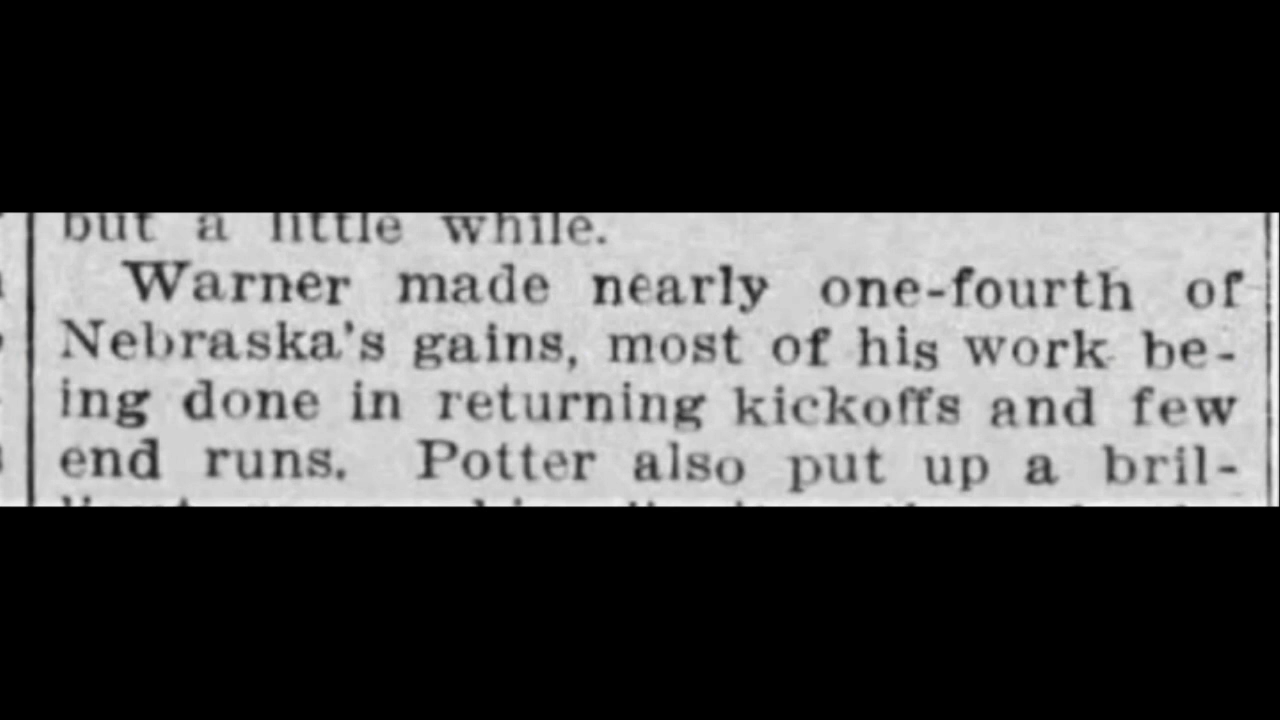 but a little while.
Warner made nearly one-fourth of
Nebraska's gains, most of his work be-
ing done in returning kickoffs and few
end runs. Potter also put up a bril-